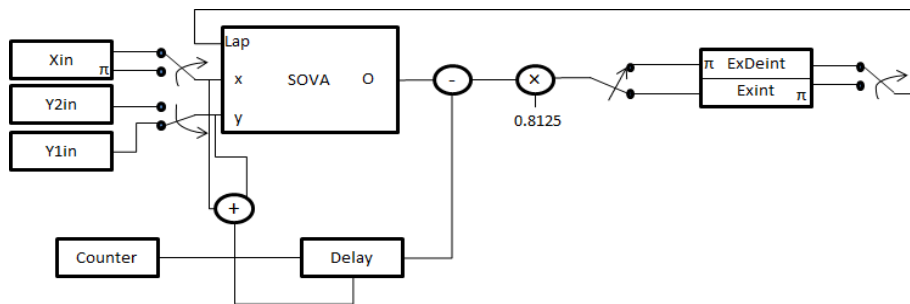 Lap
Xin
π
x
SOVA
O
-
×
π
ExDeint
Exint
π
Y2in
y
0.8125
Y1in
+
Counter
Delay